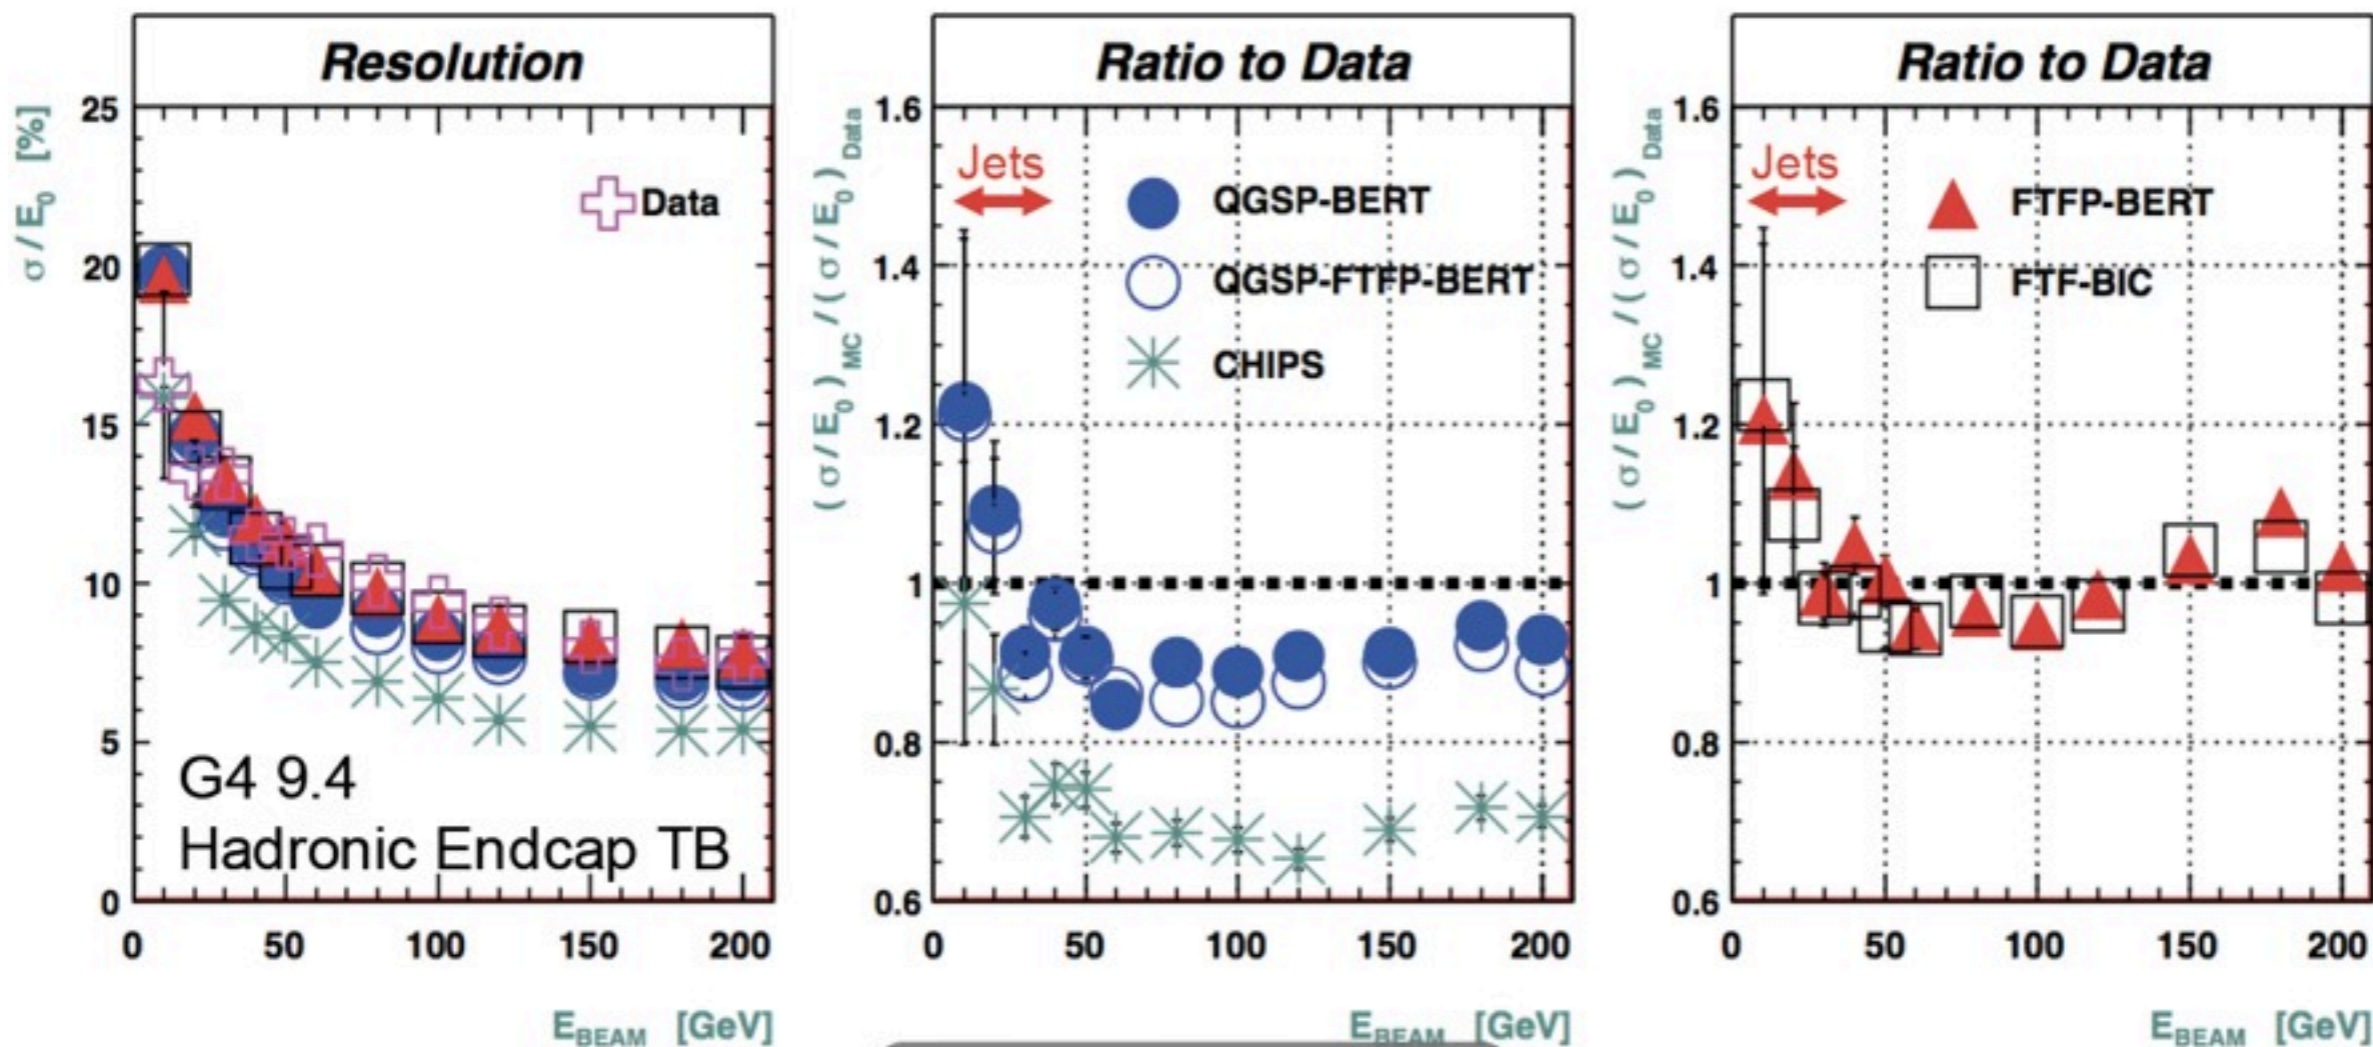 Resolution
σ / E0 [%]
25
20
15
10
5
0
Data
G4 9.4
Hadronic Endcap TB
0 50 100 150 200
EBEAM [GeV]
Ratio to Data
( σ / E0 )MC / ( σ / E0 )Data
1.6
1.4
1.2
1
0.8
0.6
Jets
QGSP-BERT
QGSP-FTFP-BERT
CHIPS
0 50 100 150 200
EBEAM [GeV]
Ratio to Data
( σ / E0 )MC / ( σ / E0 )Data
1.6
1.4
1.2
1
0.8
0.6
Jets
FTFP-BERT
FTF-BIC
0 50 100 150 200
EBEAM [GeV]